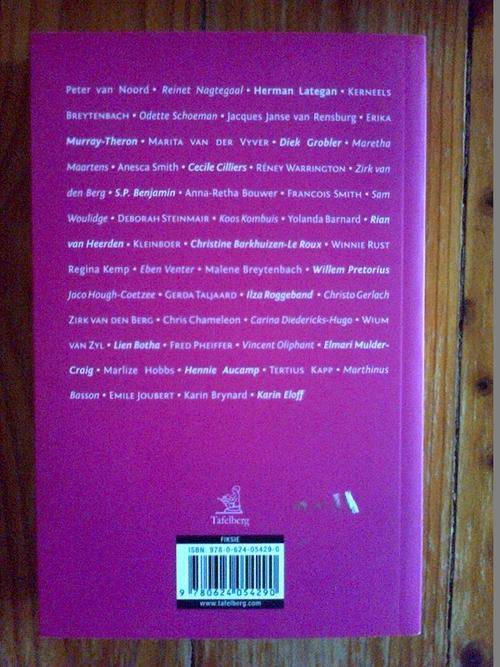 Peter van Noord • Reinet Nagtegaal • Herman Lategan • KERNEELS
BREYTENBACH • Odette Schoeman • Jacques Janse van Rensburg • ERIKA
Murray-Theron • MARITA VAN DER VYVER • Diek Grobler • Maretha
Maartens • Anesca Smith • Cecile Cilliers • RÉNEY WARRINGTON • Zirk van
den Berg • S.P. Benjamin • Anna-Retha Bouwer • FRANCOIS SMITH • Sam
Woulidge • DEBORAH STEINMAIR • Koos Kombuis • Yolanda Barnard • Rian
van Heerden • KLEINBOER • Christine Barkhuizen-Le Roux • WINNIE RUST
Regina Kemp • Eben Venter • Malene Breytenbach • Willem Pretorius
Jaco Hough-Coetzee • GERDA TALJAARD • Ilza Roggeband • Christo Gerlach
ZIRK VAN DEN BERG • Chris Chameleon • Carina Diedericks-Hugo • WIUM
VAN ZYL • Lien Botha • FRED PHEIFFER • Vincent Oliphant • Elmari Mulder-
Craig • Marlize Hobbs • Hennie Aucamp • TERTIUS KAPP • Marthinus
Basson • EMILE JOUBERT • Karin Brynard • Karin Eloff
Tafelberg
FIKSIE
ISBN 978-0-624-05429-0
9 780624 054290
www.tafelberg.com